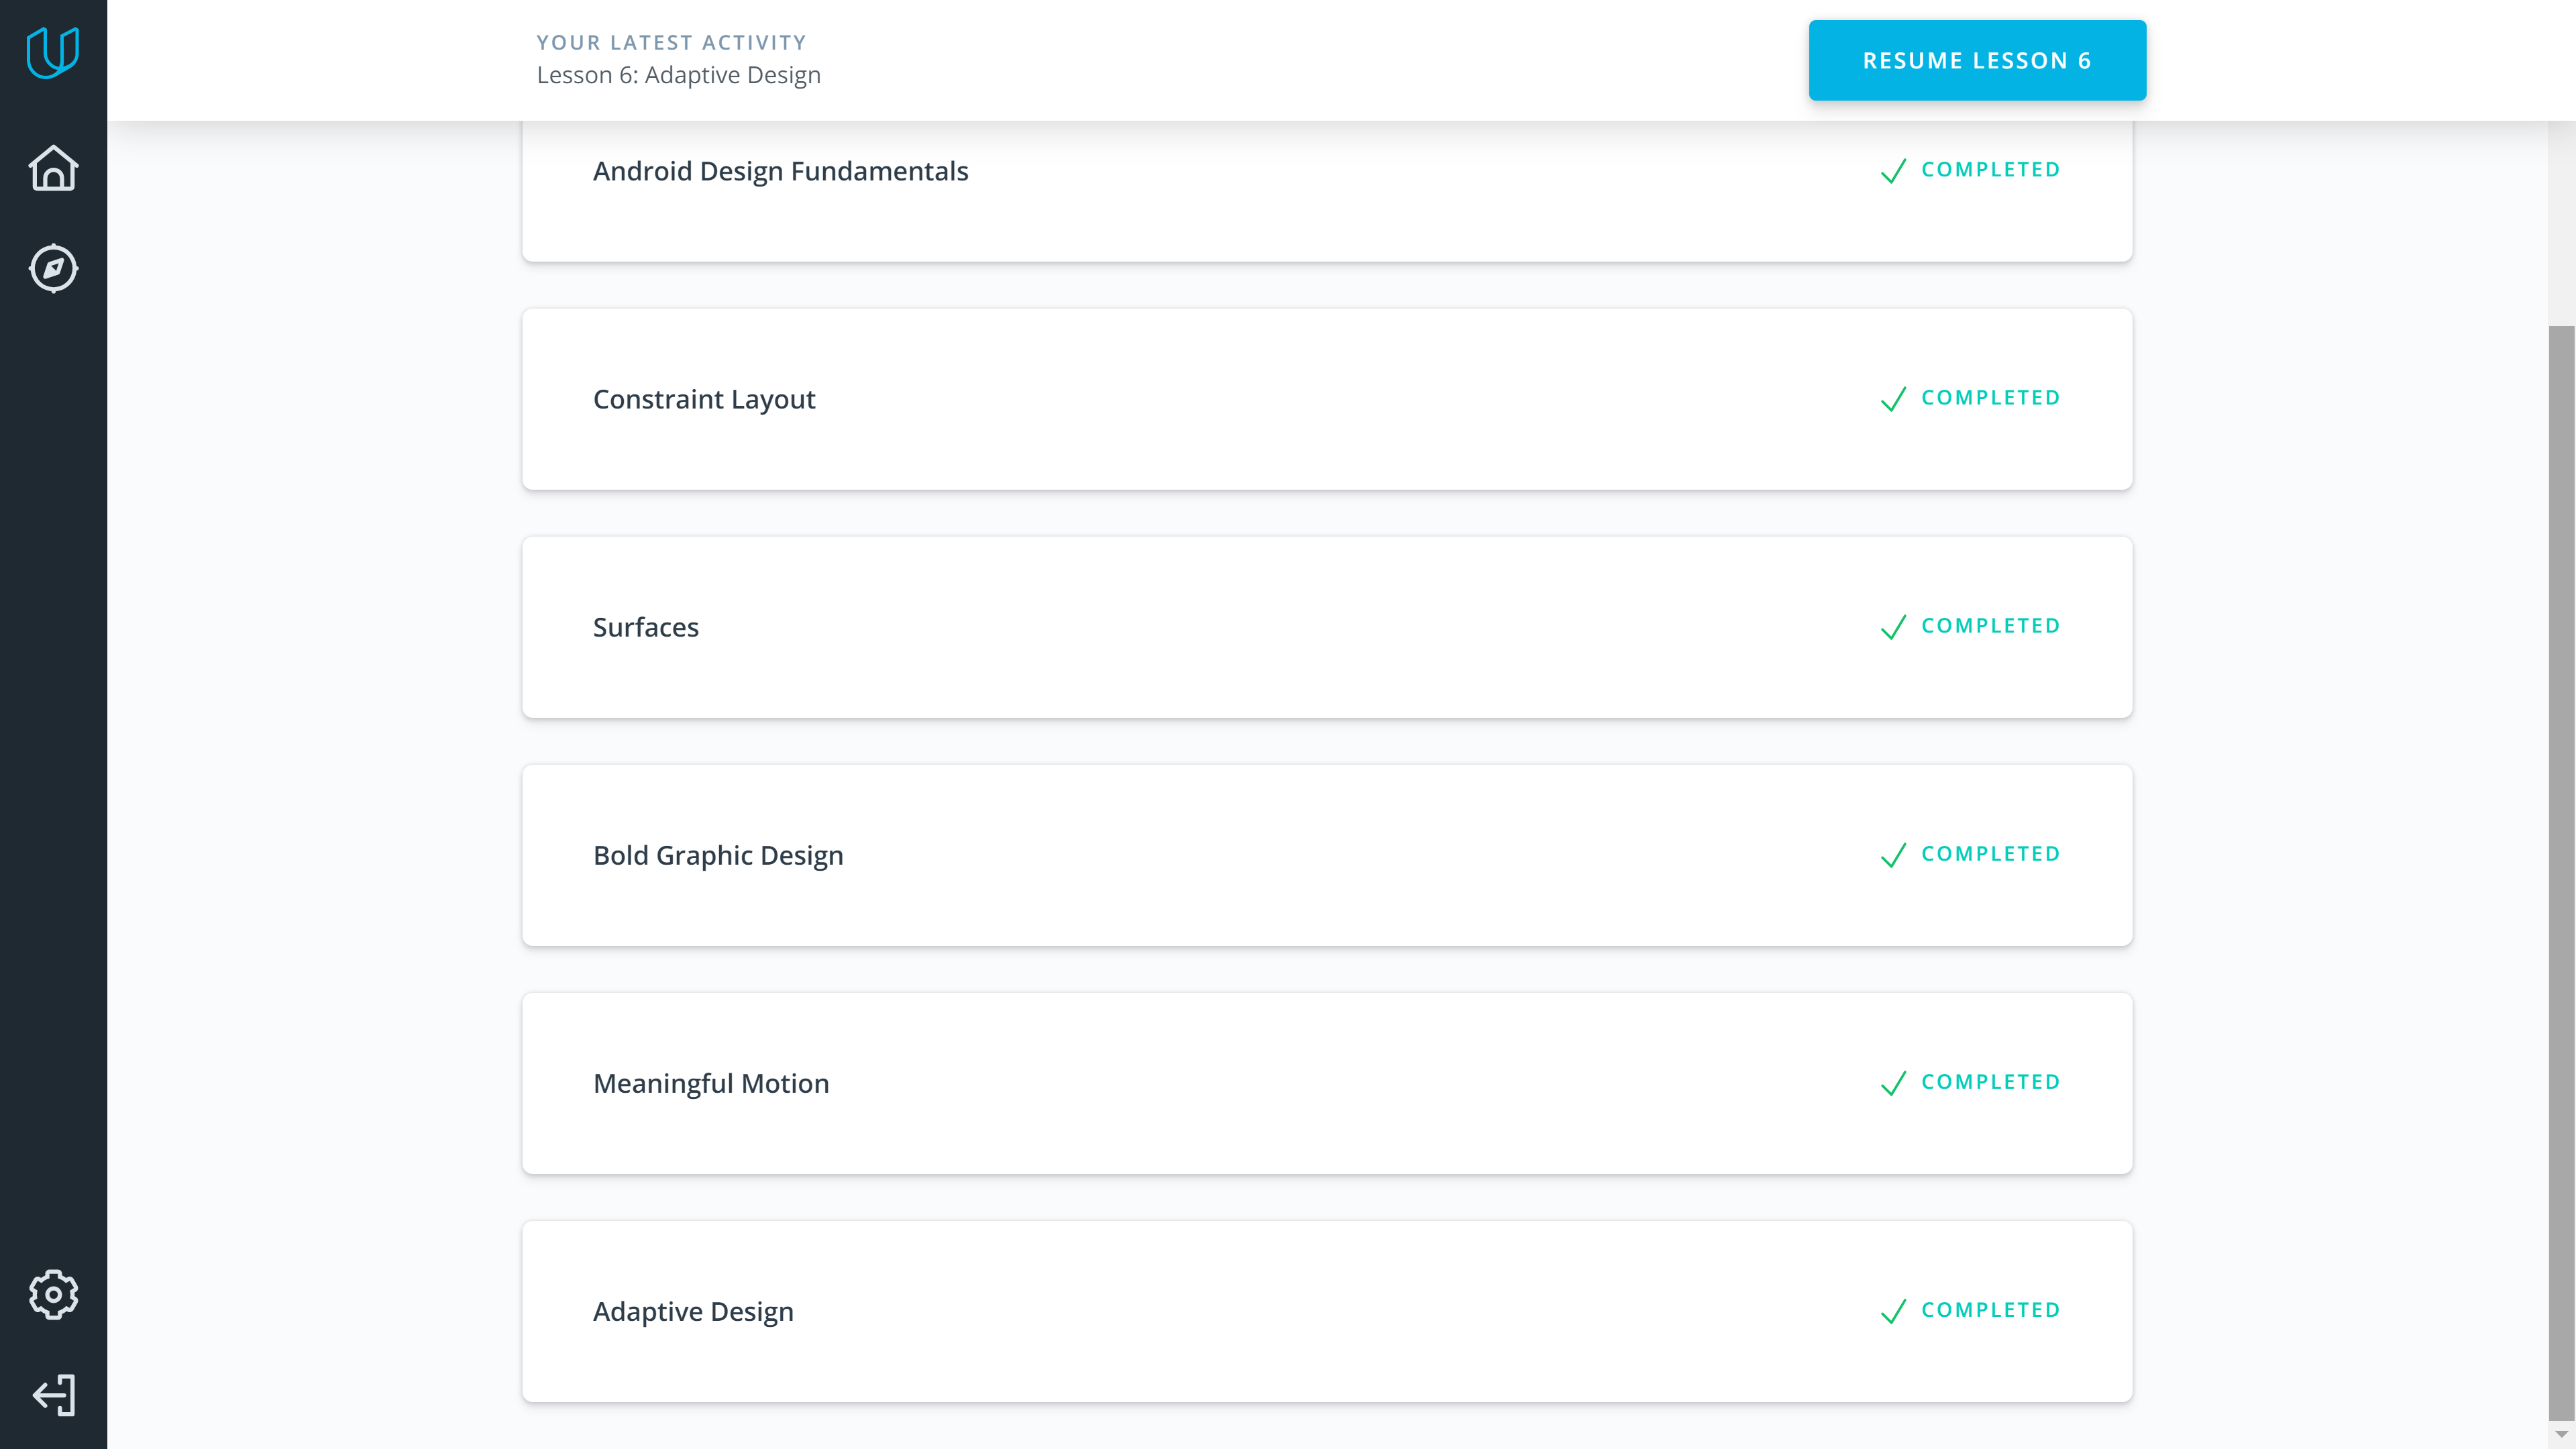 YOUR LATEST ACTIVITY
Lesson 6: Adaptive Design
RESUME LESSON 6
Android Design Fundamentals
COMPLETED
Constraint Layout
COMPLETED
Surfaces
COMPLETED
Bold Graphic Design
COMPLETED
Meaningful Motion
COMPLETED
Adaptive Design
COMPLETED